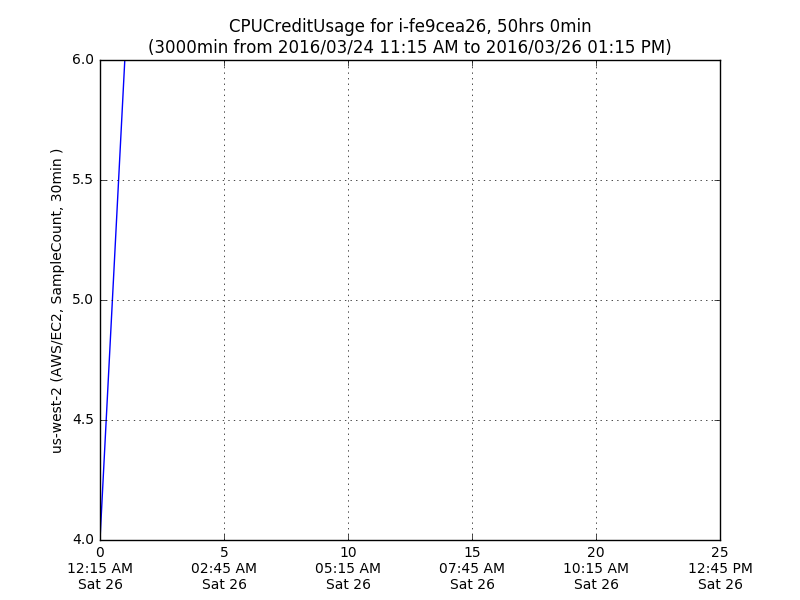 CPUCreditUsage for i-fe9cea26, 50hrs 0min
(3000min from 2016/03/24 11:15 AM to 2016/03/26 01:15 PM)
us-west-2 (AWS/EC2, SampleCount, 30min )
6.0
5.5
5.0
4.5
4.0
0 5 10 15 20 25
12:15 AM 02:45 AM 05:15 AM 07:45 AM 10:15 AM 12:45 PM
Sat 26 Sat 26 Sat 26 Sat 26 Sat 26 Sat 26